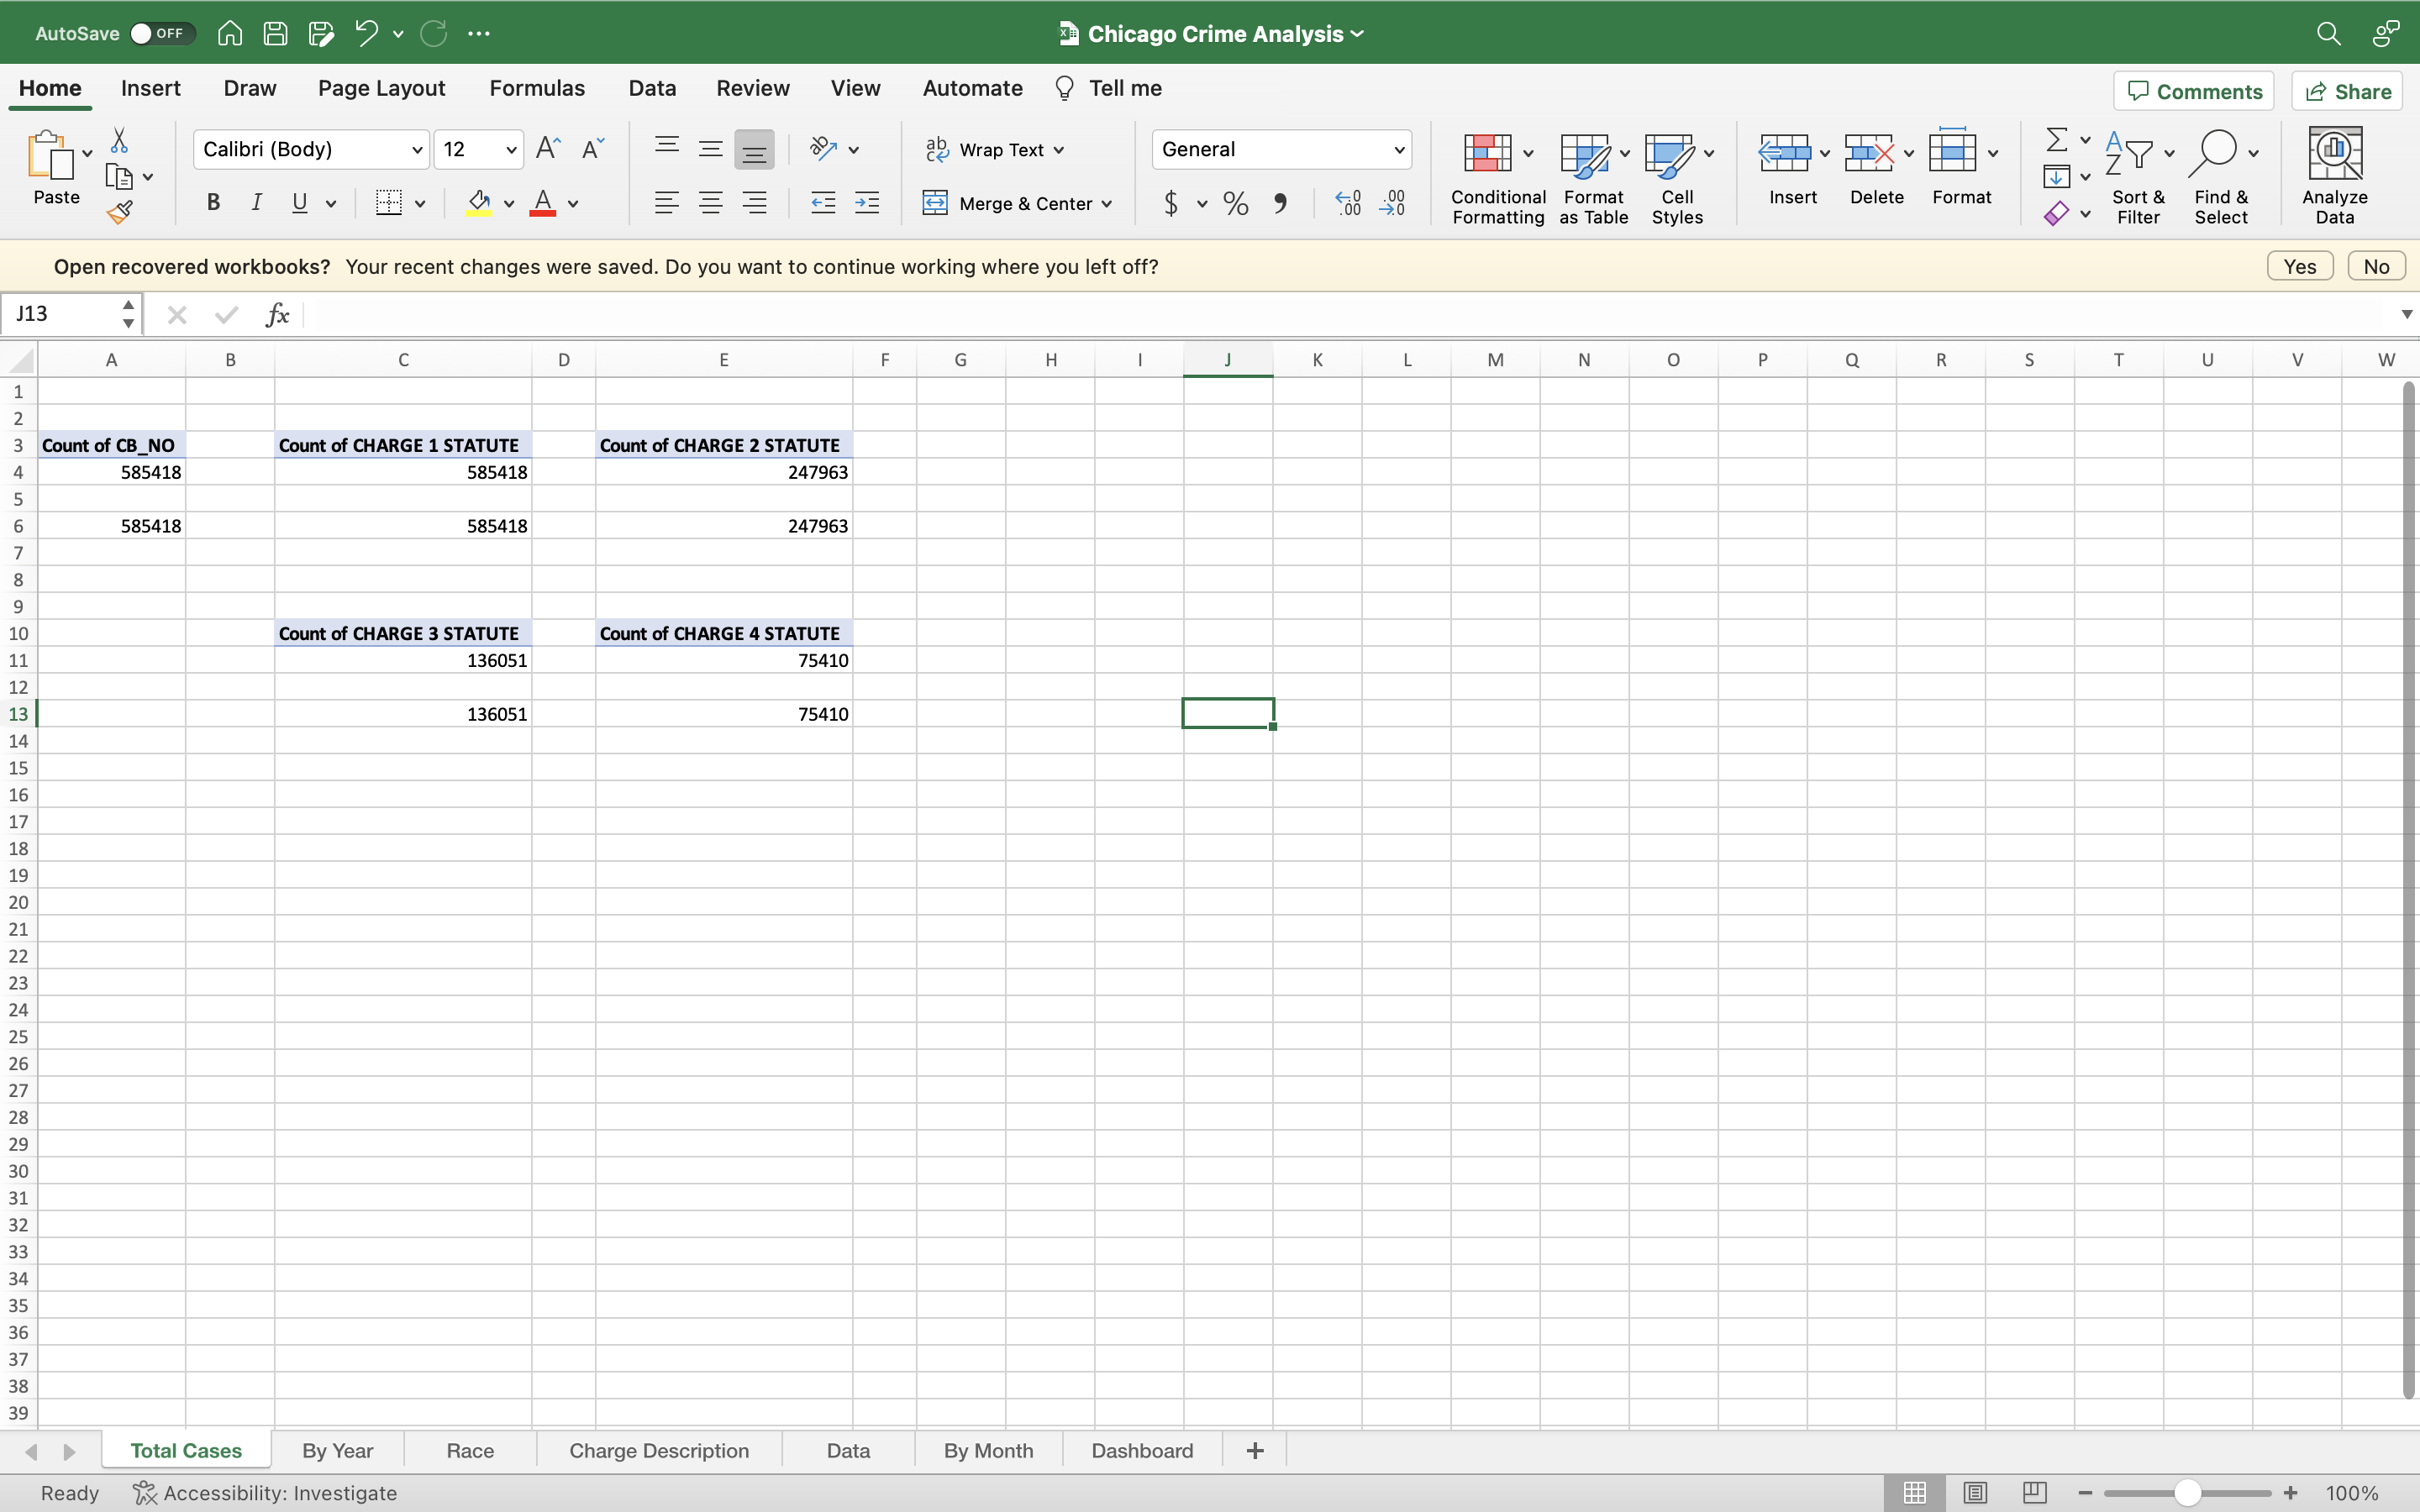 AutoSave OFF
Chicago Crime Analysis
Home Insert Draw Page Layout Formulas Data Review View Automate Tell me
Comments Share
Paste
Calibri (Body) 12 A A
B I U A
ab Wrap Text
Merge & Center
General
$ % , .00 .00
Conditional Formatting
Format as Table
Cell Styles
Insert Delete Format
Sort & Filter
Find & Select
Analyze Data
Open recovered workbooks? Your recent changes were saved. Do you want to continue working where you left off? Yes No
J13 fx
A B C D E F G H I J K L M N O P Q R S T U V W
1
2
3 Count of CB_NO Count of CHARGE 1 STATUTE Count of CHARGE 2 STATUTE
4 585418 585418 247963
5
6 585418 585418 247963
7
8
9
10 Count of CHARGE 3 STATUTE Count of CHARGE 4 STATUTE
11 136051 75410
12
13 136051 75410
14
15
16
17
18
19
20
21
22
23
24
25
26
27
28
29
30
31
32
33
34
35
36
37
38
39
Total Cases By Year Race Charge Description Data By Month Dashboard +
Ready Accessibility: Investigate 100%